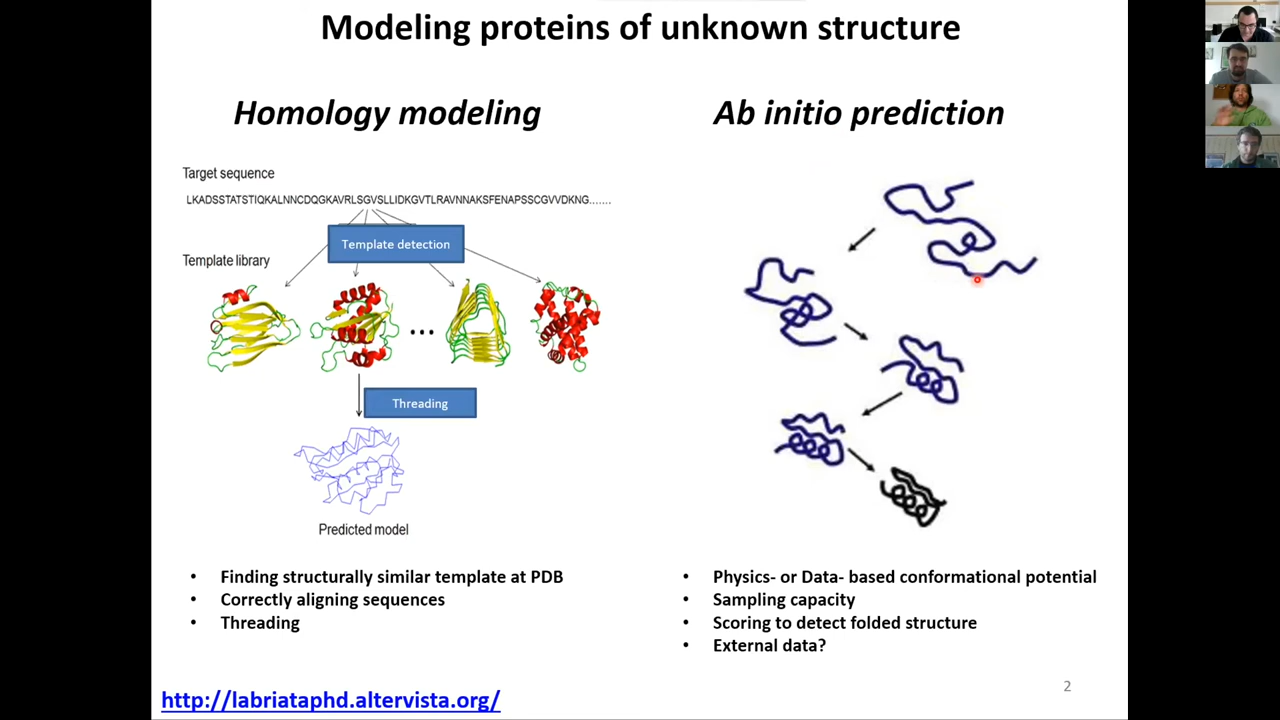 Modeling proteins of unknown structure
Homology modeling
Target sequence
LKADSSTATSTIQKALNNCDQGKAVRLSGVSLLIDKGVTLRAVNNAKSFENAPSSCGVVDKNG.......
Template detection
Template library
...
Threading
Predicted model
• Finding structurally similar template at PDB
• Correctly aligning sequences
• Threading
Ab initio prediction
• Physics- or Data- based conformational potential
• Sampling capacity
• Scoring to detect folded structure
• External data?
http://labriataphd.altervista.org/
2